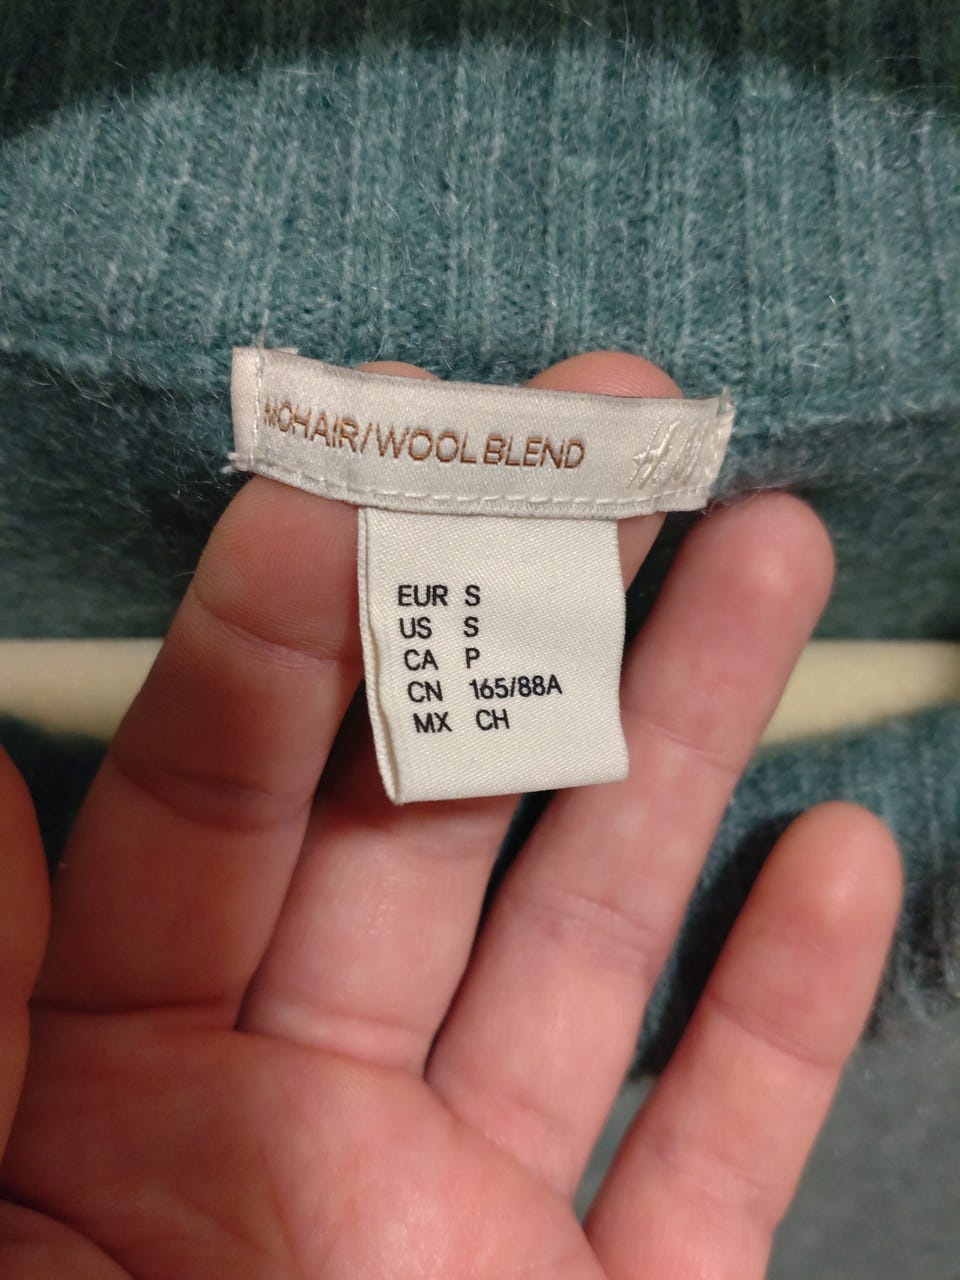 MOHAIR/WOOL BLEND H&M
EUR S
US S
CA P
CN 165/88A
MX CH